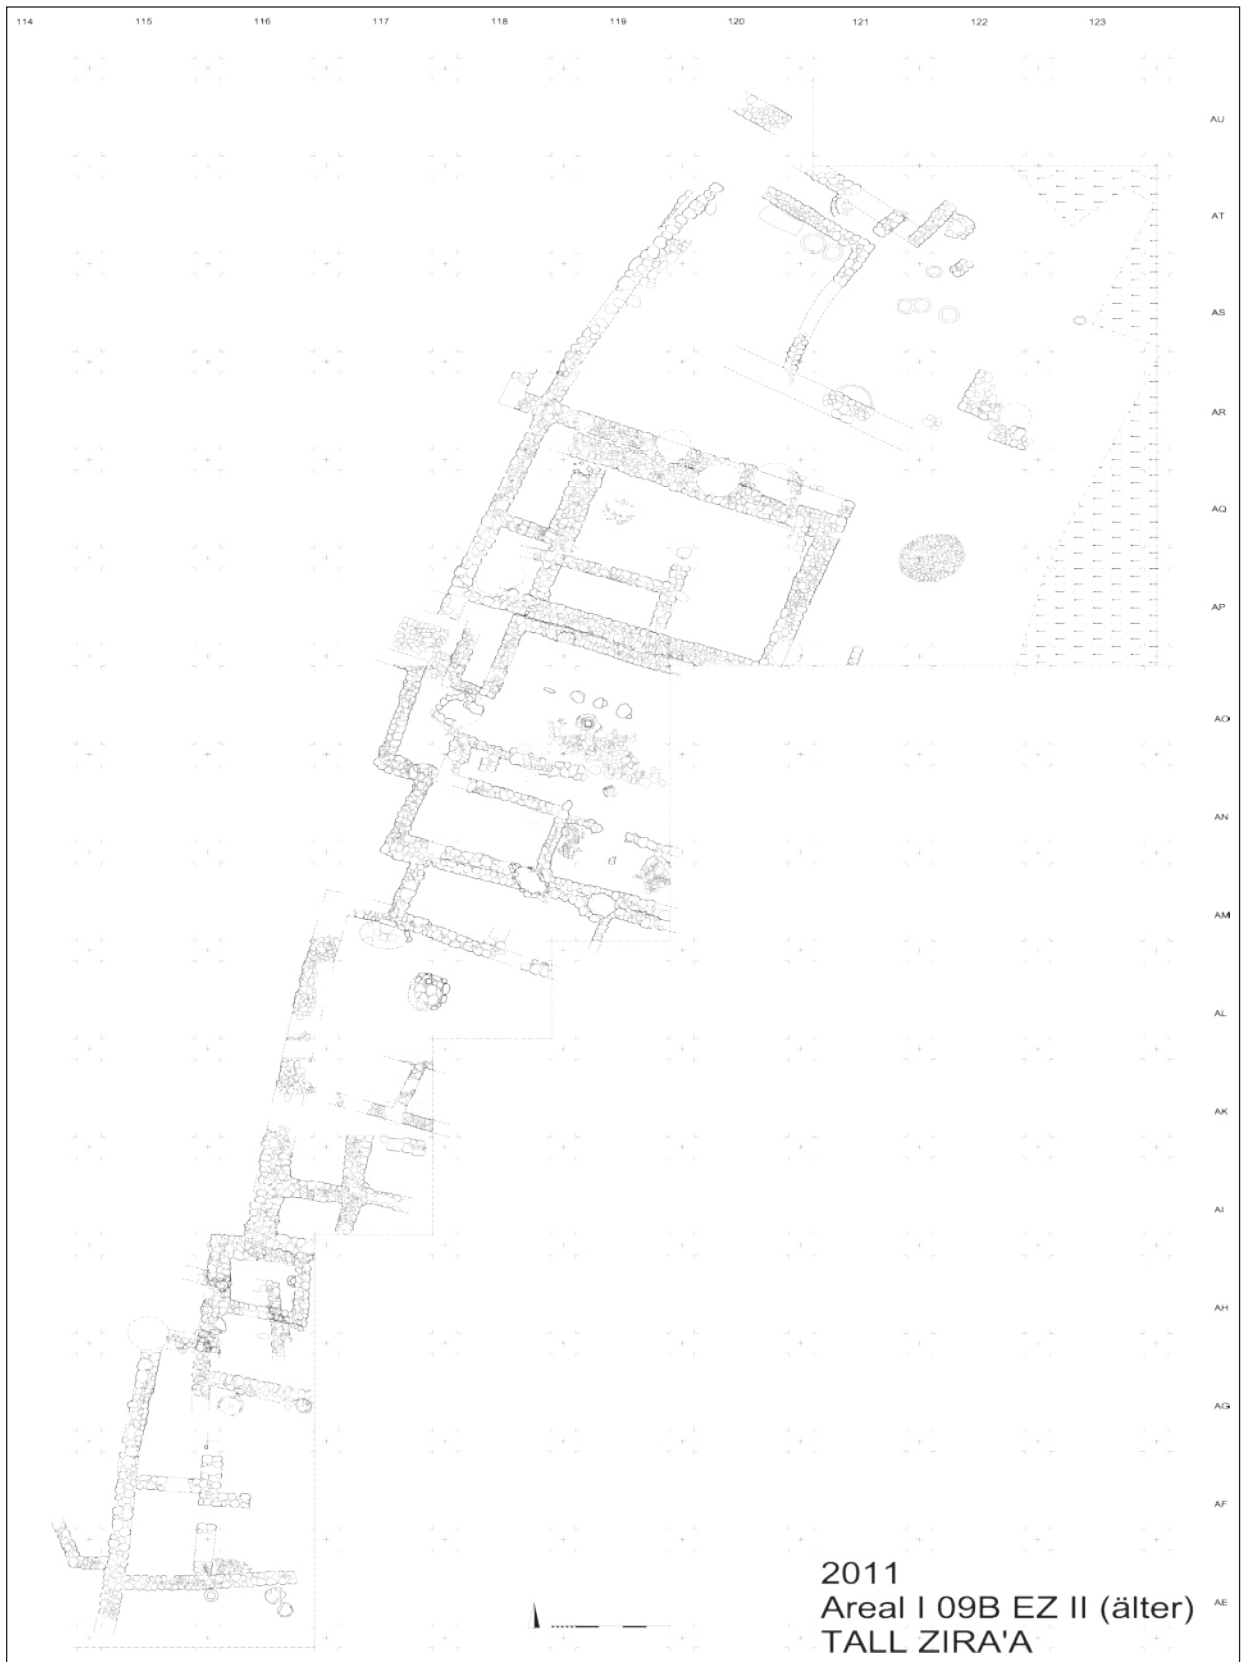 114 115 116 117 118 119 120 121 122 123
AU
AT
AS
AR
AQ
AP
AO
AN
AM
AL
AK
AI
AH
AG
AF
AE
2011
Areal I 09B EZ II (älter)
TALL ZIRA'A